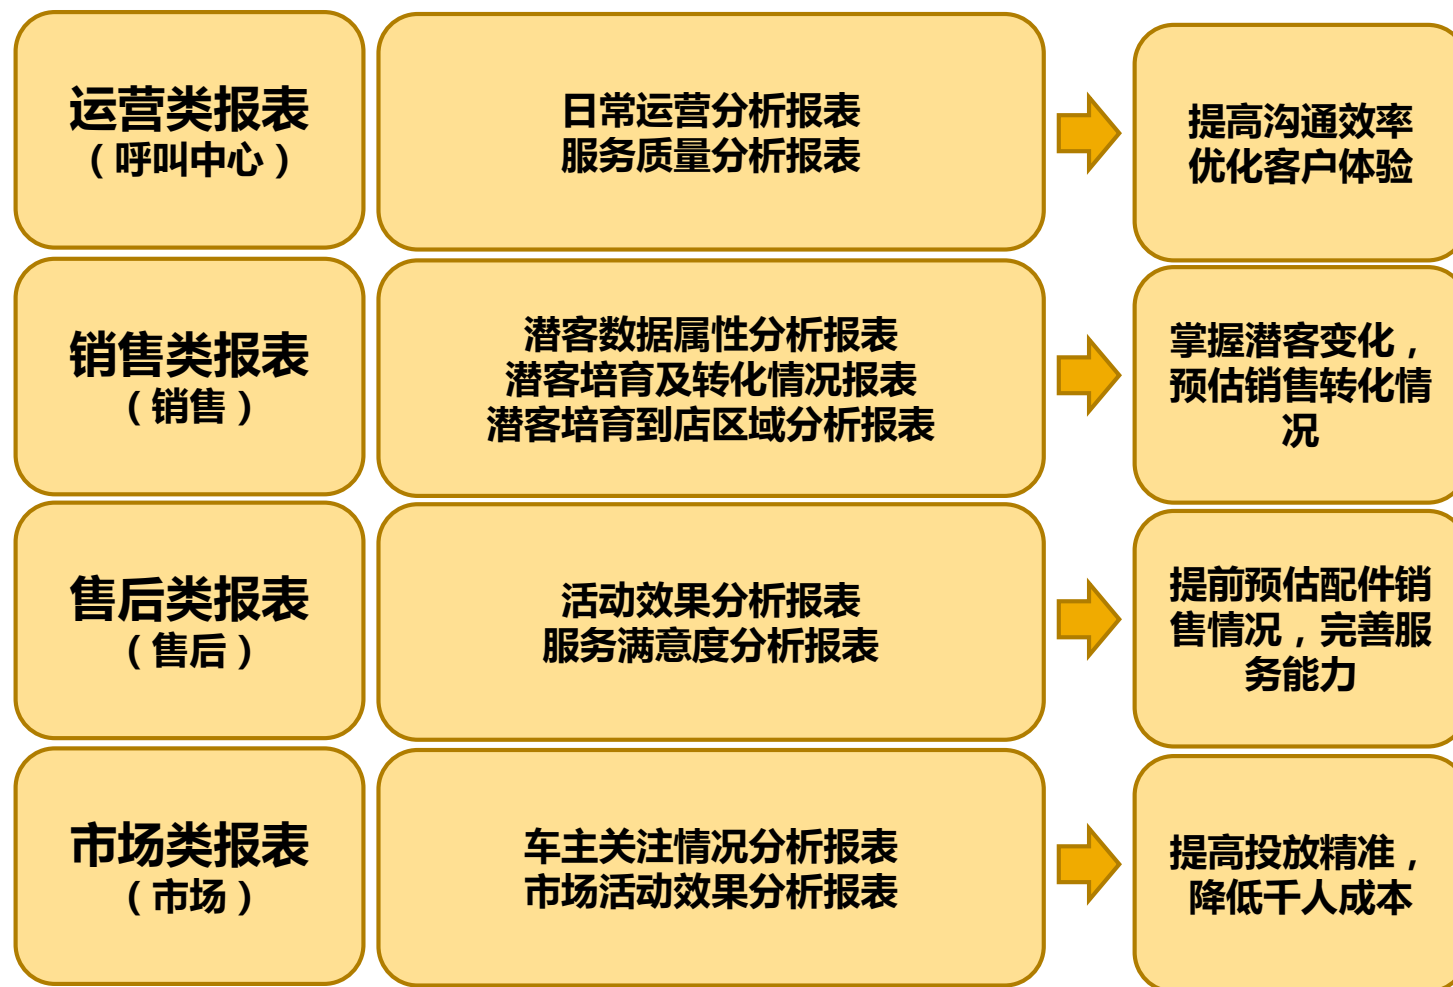 运营类报表
（呼叫中心）
日常运营分析报表
服务质量分析报表
提高沟通效率
优化客户体验
销售类报表
（销售）
潜客数据属性分析报表
潜客培育及转化情况报表
潜客培育到店区域分析报表
掌握潜客变化，
预估销售转化情
况
售后类报表
（售后）
活动效果分析报表
服务满意度分析报表
提前预估配件销
售情况，完善服
务能力
市场类报表
（市场）
车主关注情况分析报表
市场活动效果分析报表
提高投放精准，
降低千人成本